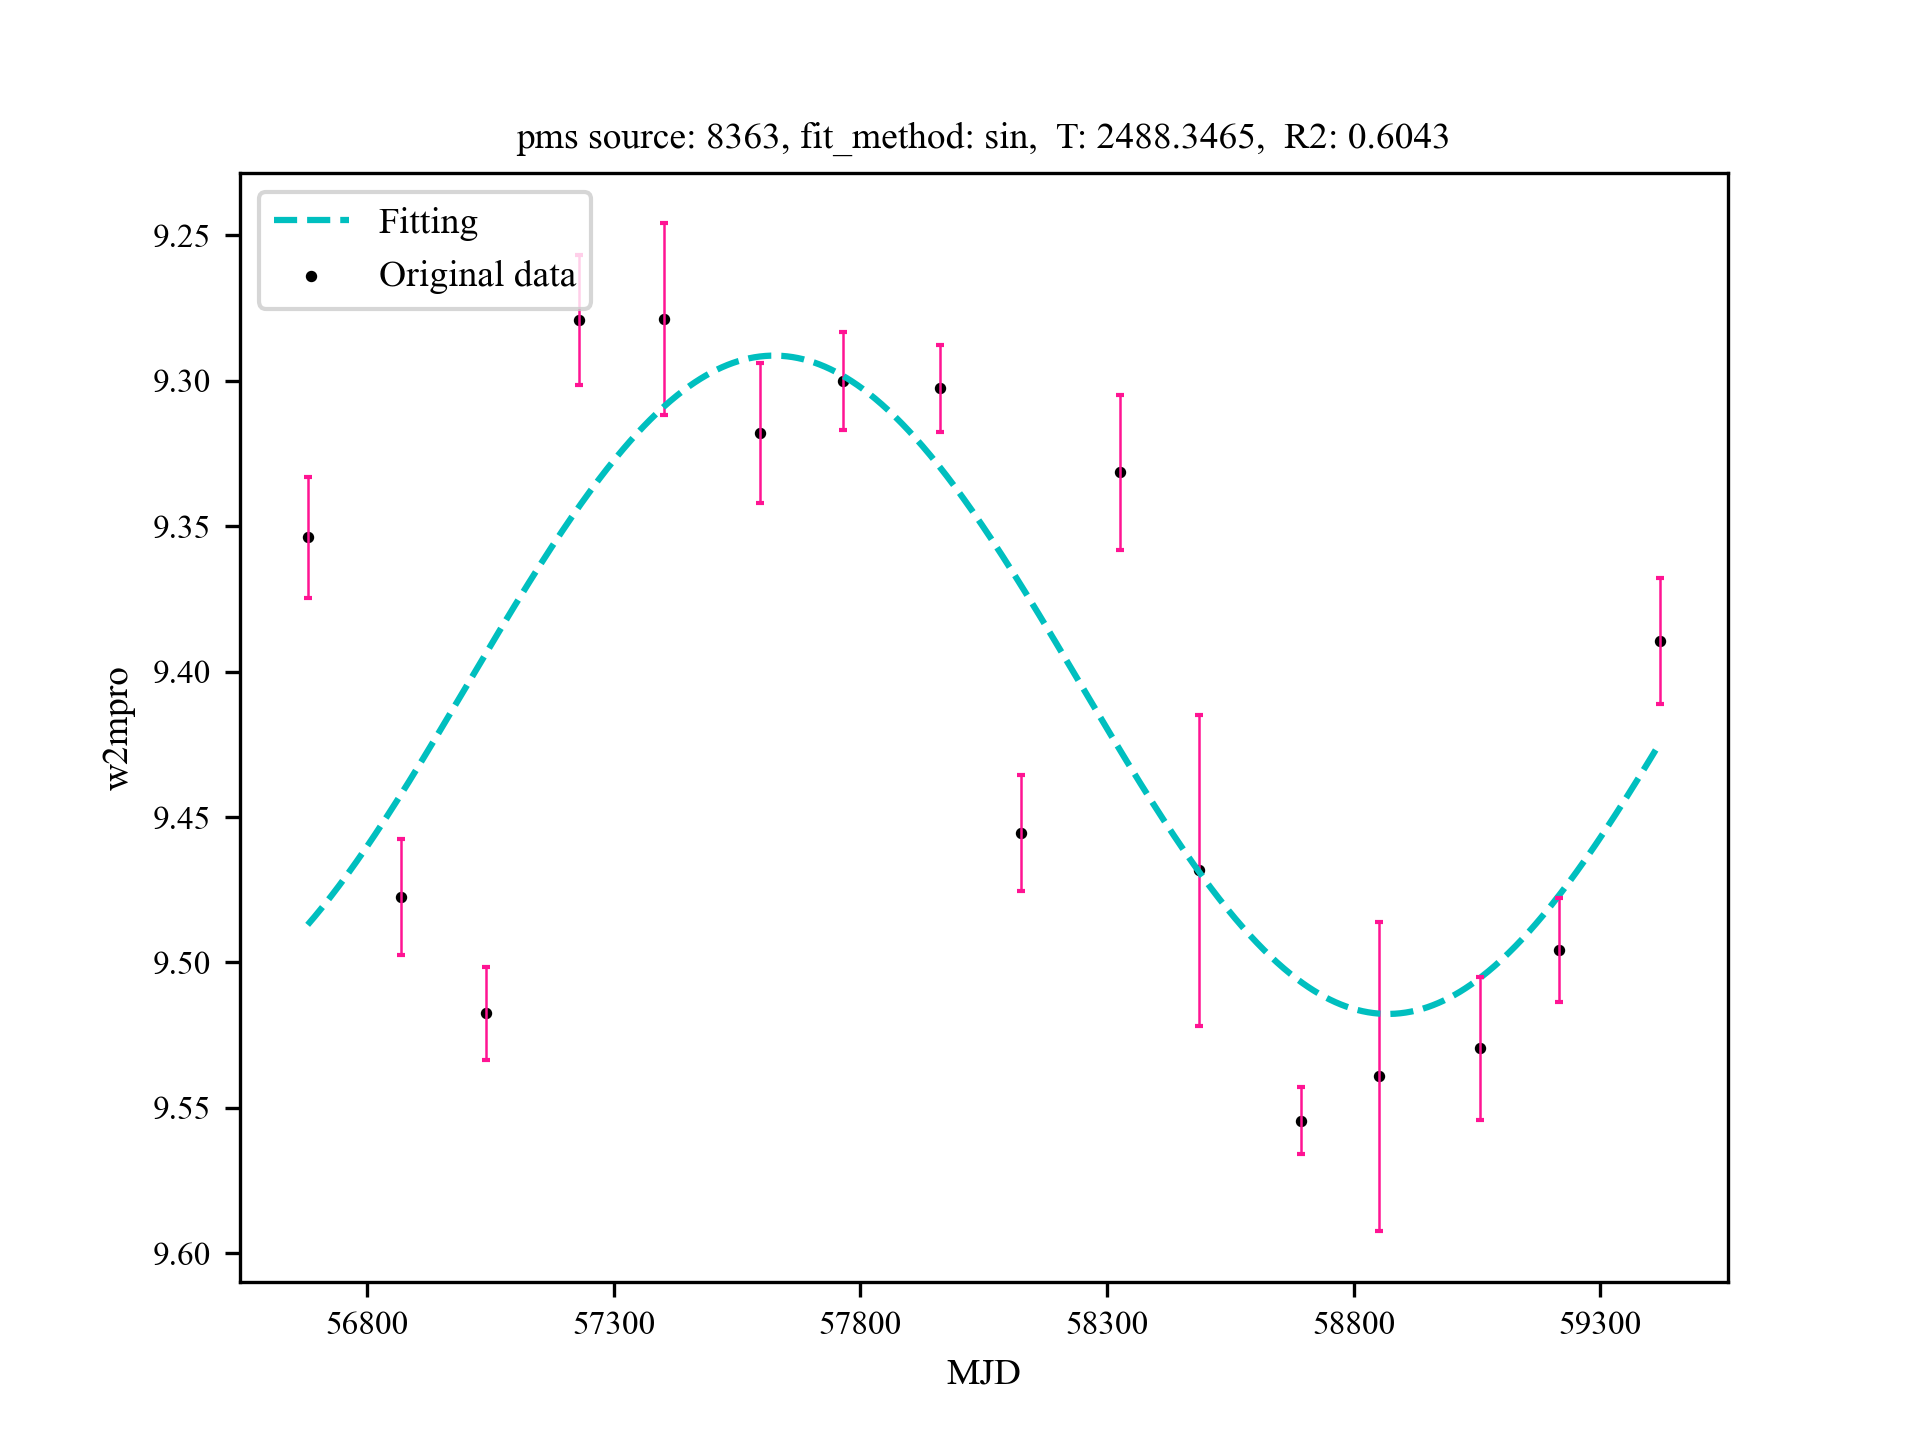 pms source: 8363, fit_method: sin,  T: 2488.3465,  R2: 0.6043
Fitting
Original data
9.25
9.30
9.35
9.40
9.45
9.50
9.55
9.60
w2mpro
56800
57300
57800
58300
58800
59300
MJD